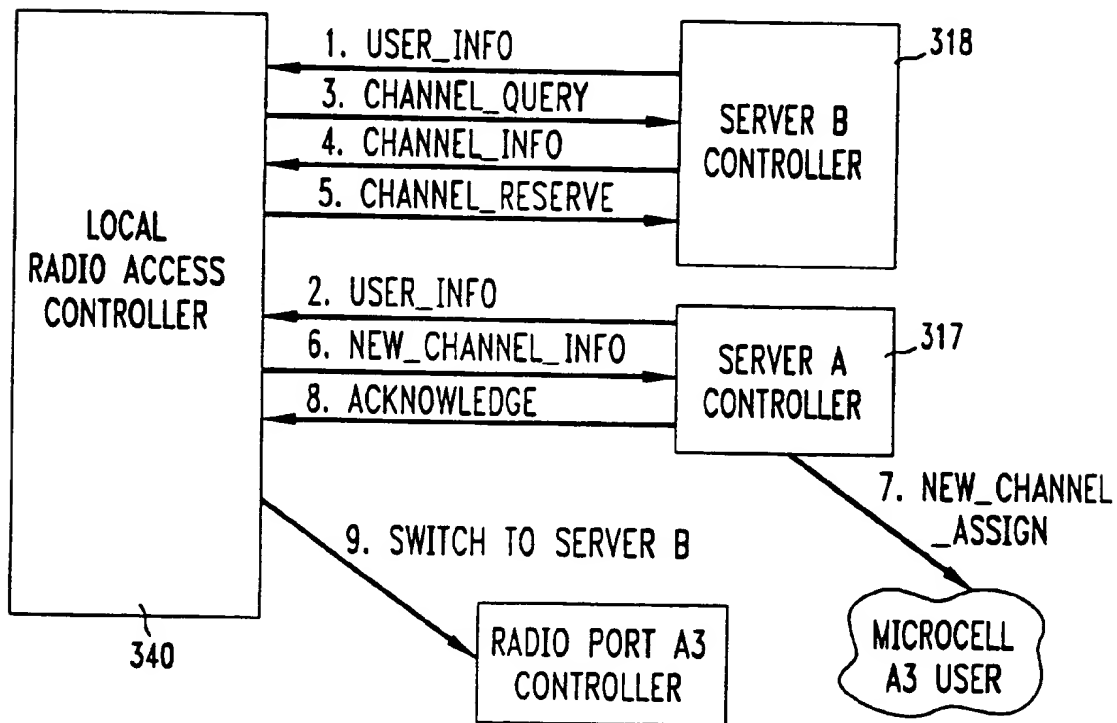 1. USER_INFO
3. CHANNEL_QUERY
4. CHANNEL_INFO
5. CHANNEL_RESERVE
318
SERVER B
CONTROLLER
LOCAL
RADIO ACCESS
CONTROLLER
2. USER_INFO
6. NEW_CHANNEL_INFO
8. ACKNOWLEDGE
317
SERVER A
CONTROLLER
7. NEW_CHANNEL
_ASSIGN
9. SWITCH TO SERVER B
340
RADIO PORT A3
CONTROLLER
MICROCELL
A3 USER